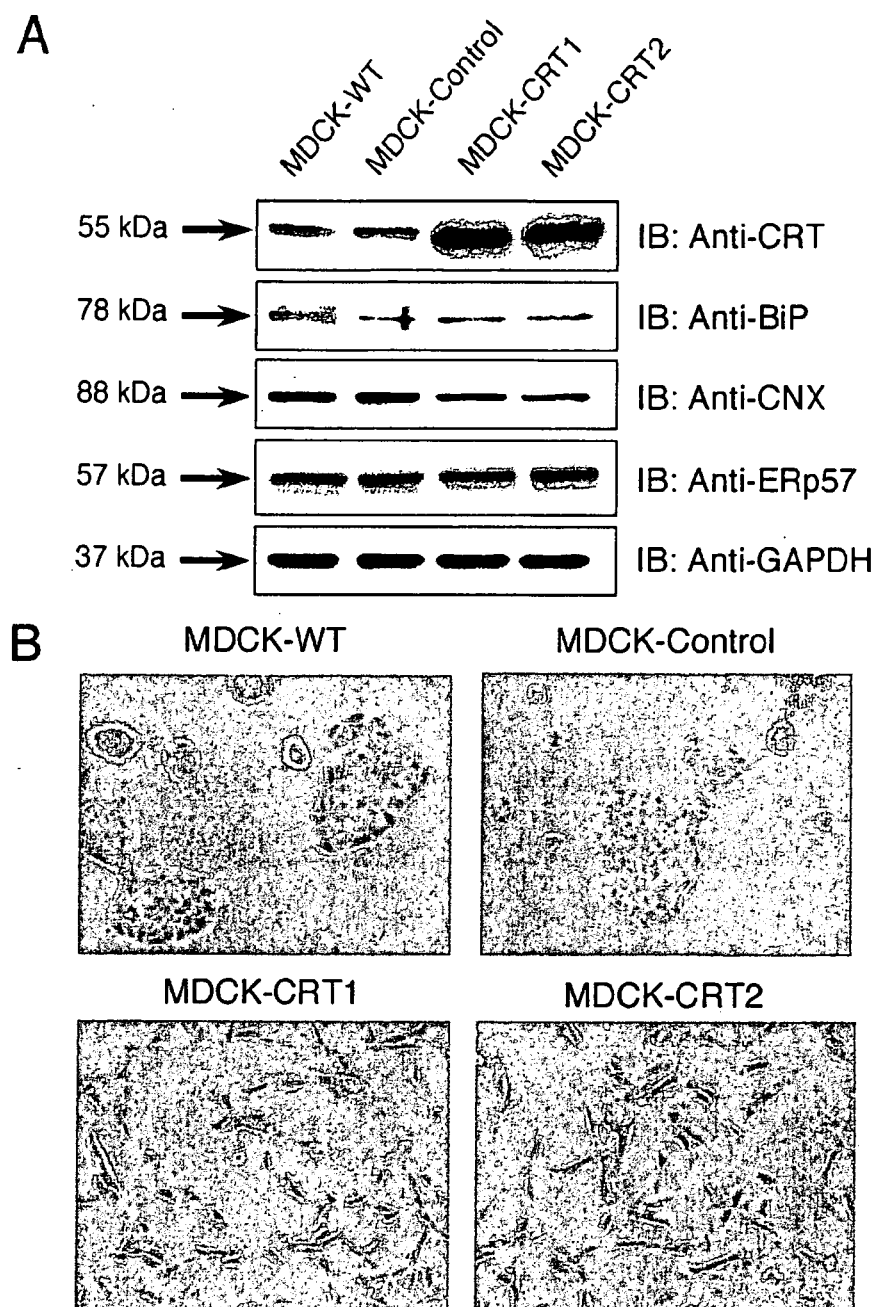 A
MDCK-WT
MDCK-Control
MDCK-CRT1
MDCK-CRT2
55 kDa
IB: Anti-CRT
78 kDa
IB: Anti-BiP
88 kDa
IB: Anti-CNX
57 kDa
IB: Anti-ERp57
37 kDa
IB: Anti-GAPDH
B
MDCK-WT
MDCK-Control
MDCK-CRT1
MDCK-CRT2